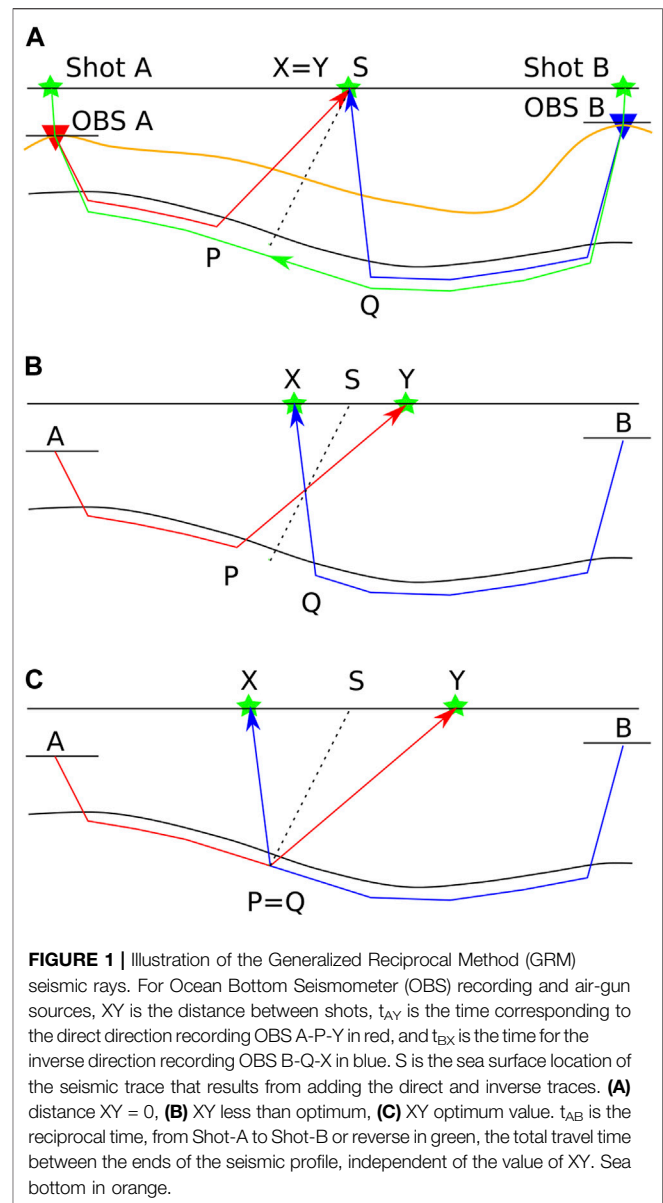 A
Shot A
X=Y S
Shot B
OBS A
OBS B
P
Q
B
X S Y
A
B
P
Q
C
X S Y
A
B
P=Q
FIGURE 1 | Illustration of the Generalized Reciprocal Method (GRM)
seismic rays. For Ocean Bottom Seismometer (OBS) recording and air-gun
sources, XY is the distance between shots, tAY is the time corresponding to
the direct direction recording OBS A-P-Y in red, and tBX is the time for the
inverse direction recording OBS B-Q-X in blue. S is the sea surface location of
the seismic trace that results from adding the direct and inverse traces. (A)
distance XY = 0, (B) XY less than optimum, (C) XY optimum value. tAB is the
reciprocal time, from Shot-A to Shot-B or reverse in green, the total travel time
between the ends of the seismic profile, independent of the value of XY. Sea
bottom in orange.